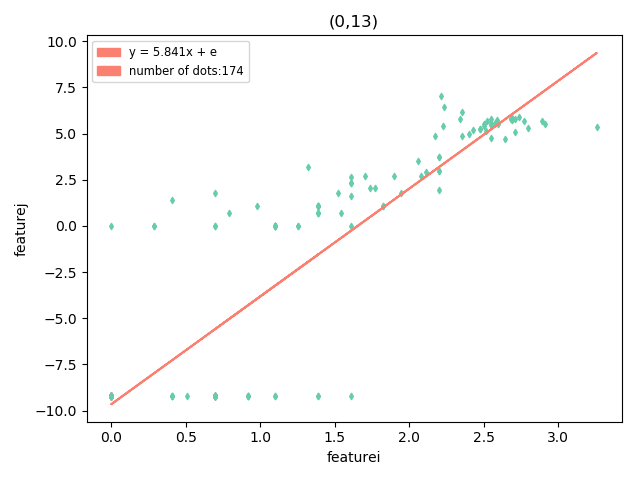 (0,13)
y = 5.841x + e
number of dots:174
10.0
7.5
5.0
2.5
0.0
−2.5
−5.0
−7.5
−10.0
featurej
0.0 0.5 1.0 1.5 2.0 2.5 3.0
featurei